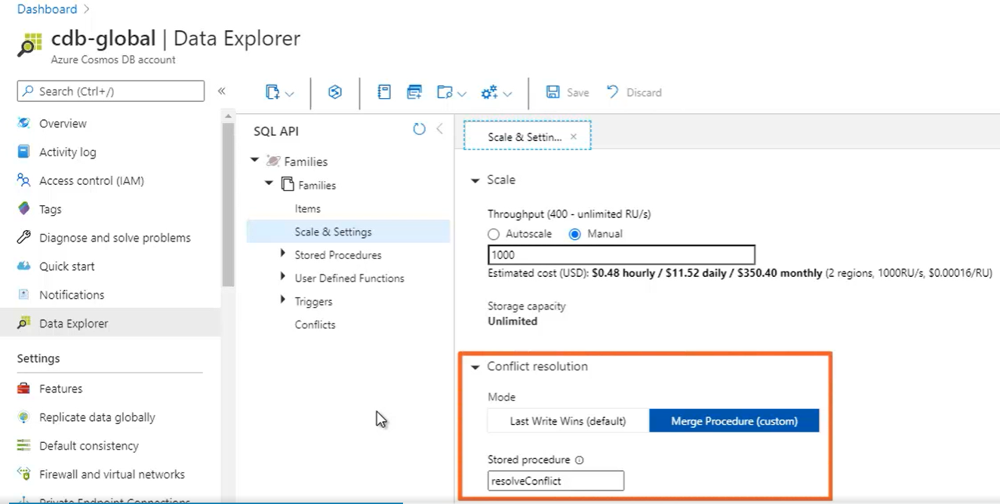 Dashboard >
cdb-global | Data Explorer
Azure Cosmos DB account
Search (Ctrl+/)
«
Save
Discard
Overview
Activity log
Access control (IAM)
Tags
Diagnose and solve problems
Quick start
Notifications
Data Explorer
Settings
Features
Replicate data globally
Default consistency
Firewall and virtual networks
Private Endpoint Connections
SQL API
Families
Families
Items
Scale & Settings
Stored Procedures
User Defined Functions
Triggers
Conflicts
Scale & Settin... ×
Scale
Throughput (400 - unlimited RU/s)
Autoscale Manual
1000
Estimated cost (USD): $0.48 hourly / $11.52 daily / $350.40 monthly (2 regions, 1000RU/s, $0.00016/RU)
Storage capacity
Unlimited
Conflict resolution
Mode
Last Write Wins (default) Merge Procedure (custom)
Stored procedure
resolveConflict